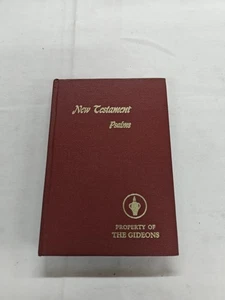 New Testament
Psalms
PROPERTY OF
THE GIDEONS